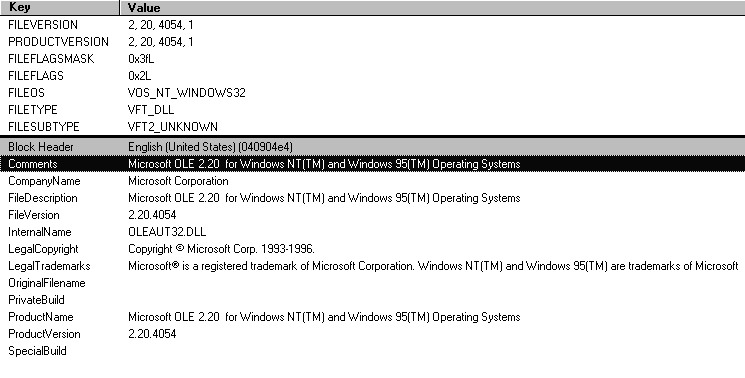 Key Value
FILEVERSION 2, 20, 4054, 1
PRODUCTVERSION 2, 20, 4054, 1
FILEFLAGSMASK 0x3fL
FILEFLAGS 0x2L
FILEOS VOS_NT_WINDOWS32
FILETYPE VFT_DLL
FILESUBTYPE VFT2_UNKNOWN
Block Header English (United States) (040904e4)
Comments Microsoft OLE 2.20 for Windows NT(TM) and Windows 95(TM) Operating Systems
CompanyName Microsoft Corporation
FileDescription Microsoft OLE 2.20 for Windows NT(TM) and Windows 95(TM) Operating Systems
FileVersion 2.20.4054
InternalName OLEAUT32.DLL
LegalCopyright Copyright © Microsoft Corp. 1993-1996.
LegalTrademarks Microsoft® is a registered trademark of Microsoft Corporation. Windows NT(TM) and Windows 95(TM) are trademarks of Microsoft
OriginalFilename
PrivateBuild
ProductName Microsoft OLE 2.20 for Windows NT(TM) and Windows 95(TM) Operating Systems
ProductVersion 2.20.4054
SpecialBuild